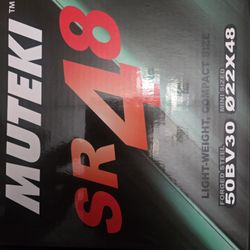 MUTEKI™
SR48
LIGHT-WEIGHT, COMPACT SIZE
FORGED STEEL MINI SIZED
50BV30 Ø22X48